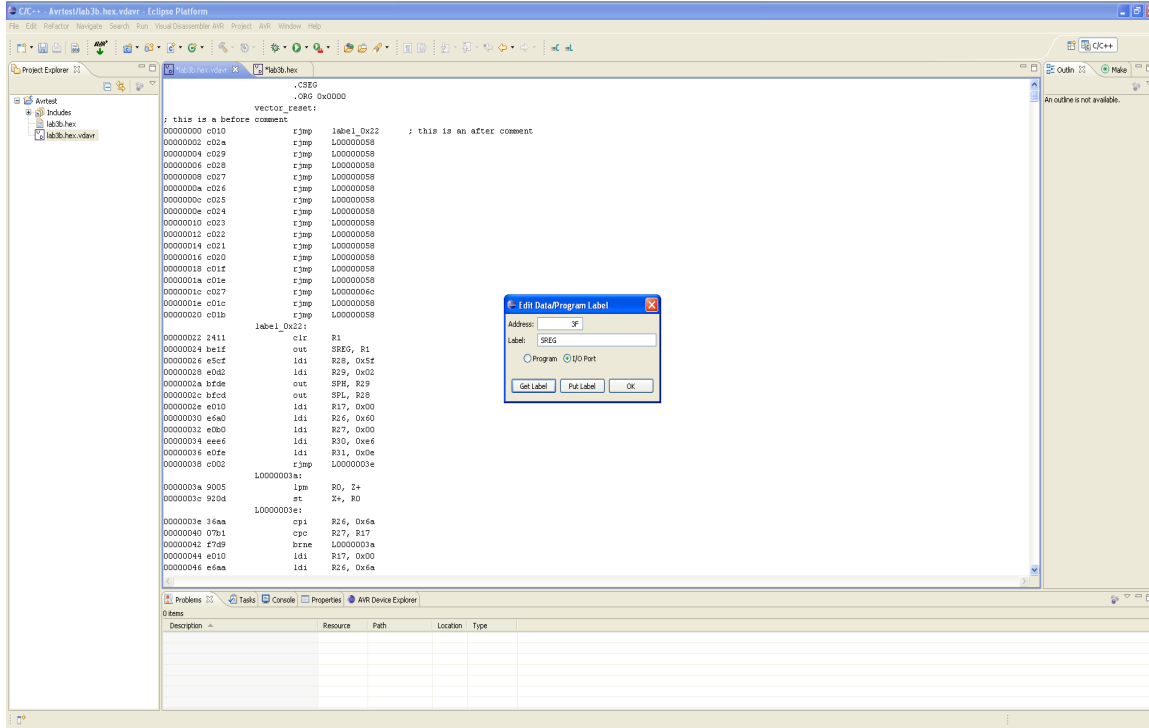 C/C++ - Avrtest/lab3b.hex.vdavr - Eclipse Platform
File Edit Refactor Navigate Search Run Visual Disassembler AVR Project AVR Window Help
C/C++
Project Explorer
*lab3b.hex.vdavr
*lab3b.hex
Outlin
Make
Avrtest
Includes
lab3b.hex
lab3b.hex.vdavr
An outline is not available.
.CSEG
.ORG 0x0000
vector_reset:
; this is a before comment
00000000 c010 rjmp label_0x22 ; this is an after comment
00000002 c02a rjmp L00000058
00000004 c029 rjmp L00000058
00000006 c028 rjmp L00000058
00000008 c027 rjmp L00000058
0000000a c026 rjmp L00000058
0000000c c025 rjmp L00000058
0000000e c024 rjmp L00000058
00000010 c023 rjmp L00000058
00000012 c022 rjmp L00000058
00000014 c021 rjmp L00000058
00000016 c020 rjmp L00000058
00000018 c01f rjmp L00000058
0000001a c01e rjmp L00000058
0000001c c027 rjmp L0000006c
0000001e c01c rjmp L00000058
00000020 c01b rjmp L00000058
label_0x22:
00000022 2411 clr R1
00000024 be1f out SREG, R1
00000026 e5cf ldi R28, 0x5f
00000028 e0d2 ldi R29, 0x02
0000002a bfde out SPH, R29
0000002c bfcd out SPL, R28
0000002e e010 ldi R17, 0x00
00000030 e6a0 ldi R26, 0x60
00000032 e0b0 ldi R27, 0x00
00000034 eee6 ldi R30, 0xe6
00000036 e0fe ldi R31, 0x0e
00000038 c002 rjmp L0000003e
L0000003a:
0000003a 9005 lpm R0, Z+
0000003c 920d st X+, R0
L0000003e:
0000003e 36aa cpi R26, 0x6a
00000040 07b1 cpc R27, R17
00000042 f7d9 brne L0000003a
00000044 e010 ldi R17, 0x00
00000046 e6aa ldi R26, 0x6a
Edit Data/Program Label
Address: 3F
Label: SREG
Program I/O Port
Get Label Put Label OK
Problems Tasks Console Properties AVR Device Explorer
0 items
Description Resource Path Location Type